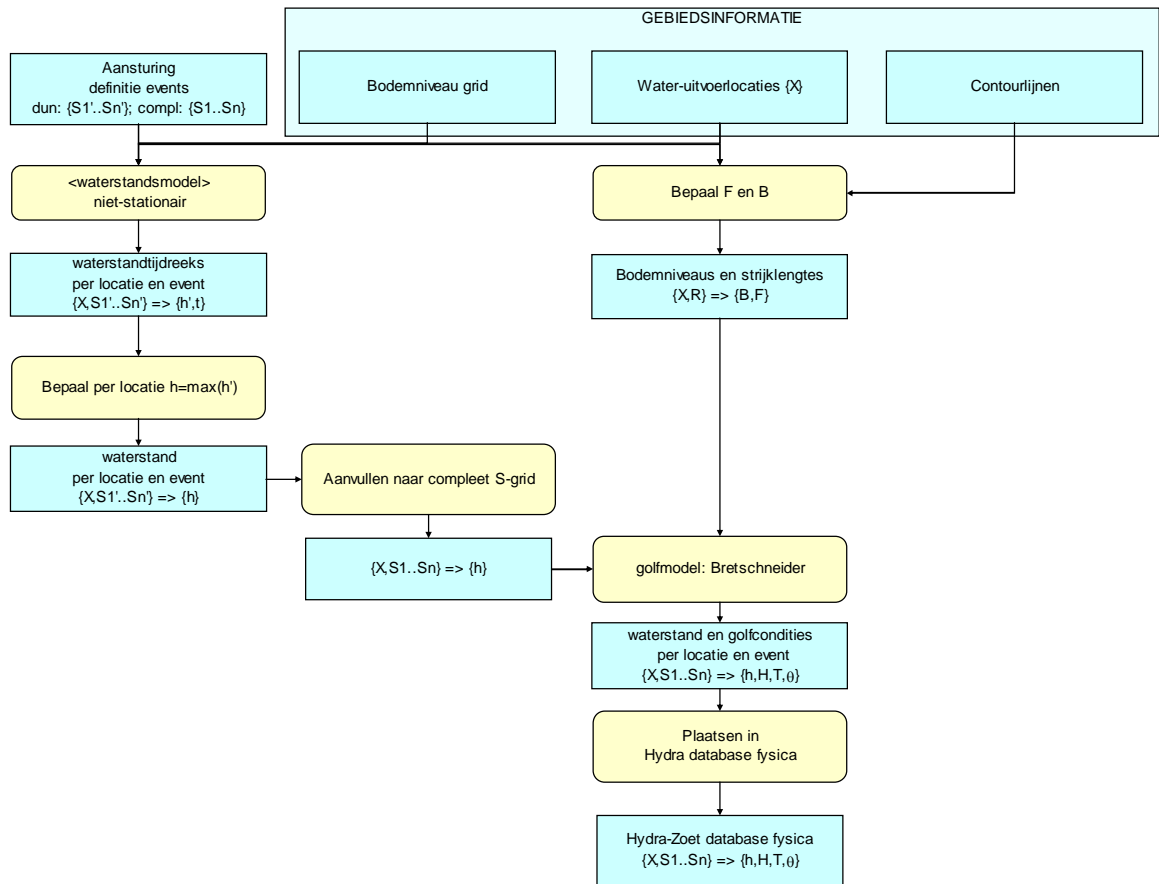 GEBIEDSINFORMATIE
Aansturing
definitie events
dun: {S1'..Sn'}; compl: {S1..Sn}
Bodemniveau grid
Water-uitvoerlocaties {X}
Contourlijnen
<waterstandsmodel>
niet-stationair
Bepaal F en B
waterstandtijdreeks
per locatie en event
{X,S1'..Sn'} => {h',t}
Bodemniveaus en strijklengtes
{X,R} => {B,F}
Bepaal per locatie h=max(h')
waterstand
per locatie en event
{X,S1'..Sn'} => {h}
Aanvullen naar compleet S-grid
{X,S1..Sn} => {h}
golfmodel: Bretschneider
waterstand en golfcondities
per locatie en event
{X,S1..Sn} => {h,H,T,θ}
Plaatsen in
Hydra database fysica
Hydra-Zoet database fysica
{X,S1..Sn} => {h,H,T,θ}